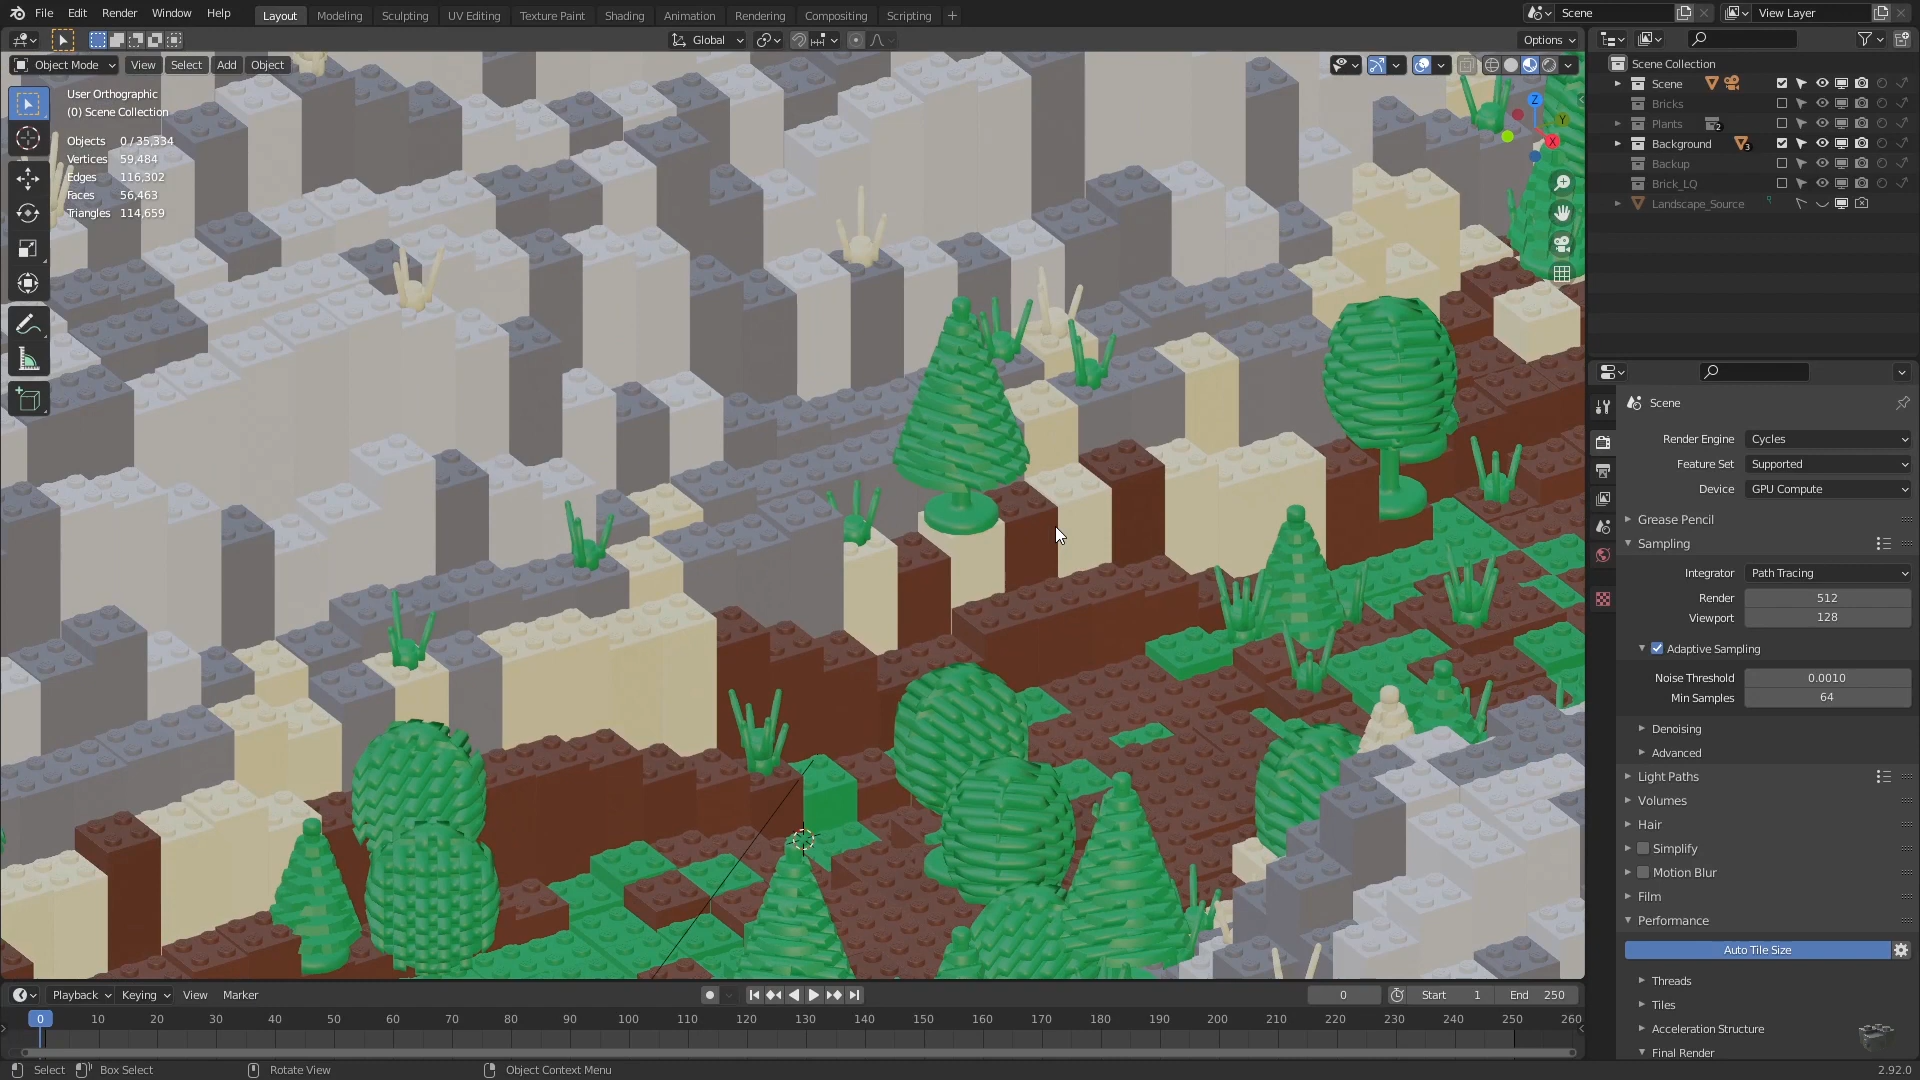 File Edit Render Window Help Layout Modeling Sculpting UV Editing Texture Paint Shading Animation Rendering Compositing Scripting + Scene View Layer
Global Options
Object Mode View Select Add Object
User Orthographic
(0) Scene Collection
Objects 0 / 35,334
Vertices 59,484
Edges 116,302
Faces 56,463
Triangles 114,659
Z
Y
X
Scene Collection
Scene
Bricks
Plants 2
Background 3
Backup
Brick_LQ
Landscape_Source
Scene
Render Engine Cycles
Feature Set Supported
Device GPU Compute
Grease Pencil
Sampling
Integrator Path Tracing
Render 512
Viewport 128
Adaptive Sampling
Noise Threshold 0.0010
Min Samples 64
Denoising
Advanced
Light Paths
Volumes
Hair
Simplify
Motion Blur
Film
Performance
Auto Tile Size
Threads
Tiles
Acceleration Structure
Final Render
Playback Keying View Marker 0 Start 1 End 250
0 10 20 30 40 50 60 70 80 90 100 110 120 130 140 150 160 170 180 190 200 210 220 230 240 250 260
Select Box Select Rotate View Object Context Menu 2.92.0